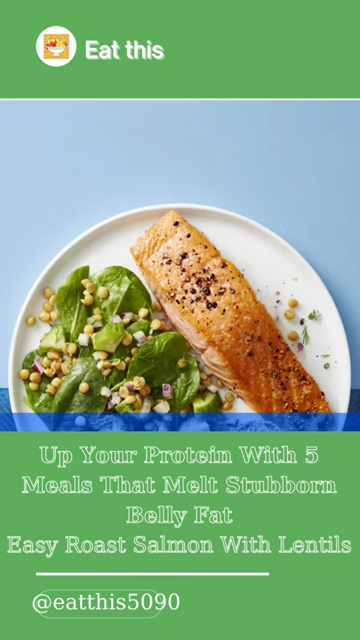 Eat this
Up Your Protein With 5
Meals That Melt Stubborn
Belly Fat
Easy Roast Salmon With Lentils
@eatthis5090